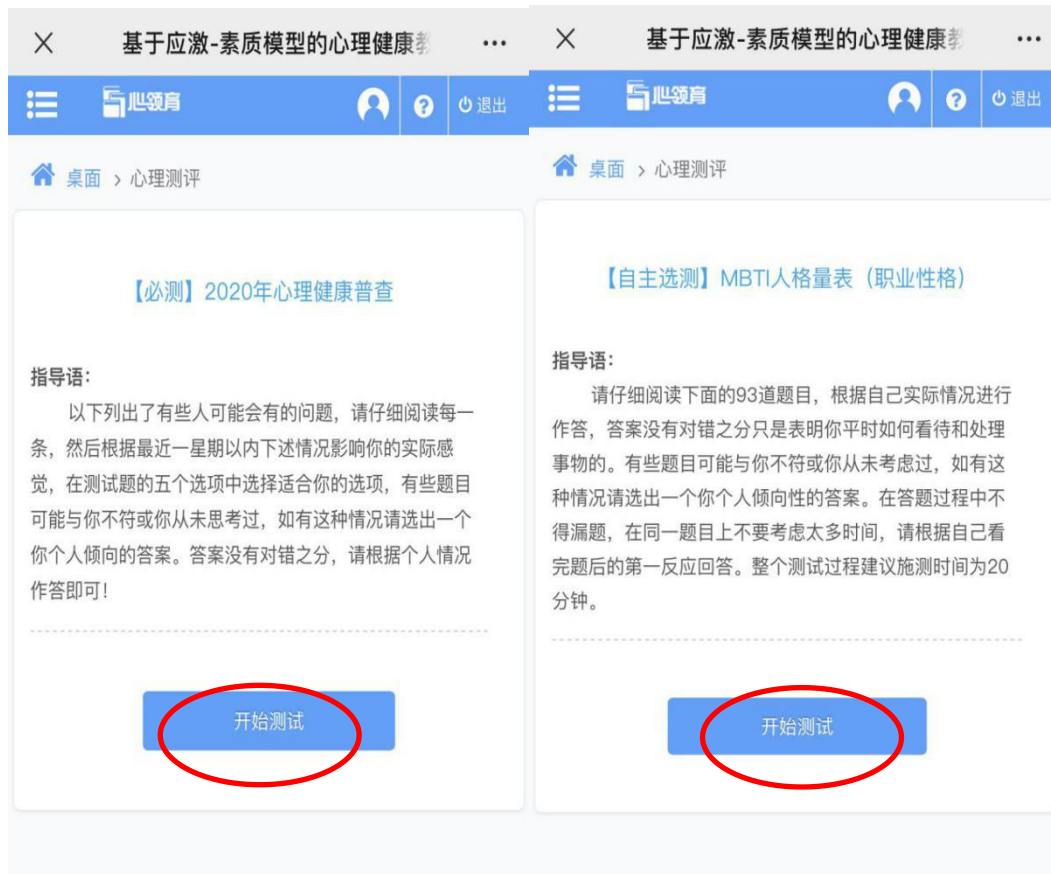 基于应激-素质模型的心理健康教
心领育
退出
桌面 > 心理测评
【必测】2020年心理健康普查
指导语：
以下列出了有些人可能会有的问题，请仔细阅读每一
条，然后根据最近一星期以内下述情况影响你的实际感
觉，在测试题的五个选项中选择适合你的选项，有些题目
可能与你不符或你从未思考过，如有这种情况请选出一个
你个人倾向的答案。答案没有对错之分，请根据个人情况
作答即可！
开始测试
基于应激-素质模型的心理健康教
心领育
退出
桌面 > 心理测评
【自主选测】MBTI人格量表（职业性格）
指导语：
请仔细阅读下面的93道题目，根据自己实际情况进行
作答，答案没有对错之分只是表明你平时如何看待和处理
事物的。有些题目可能与你不符或你从未考虑过，如有这
种情况请选出一个你个人倾向性的答案。在答题过程中不
得漏题，在同一题目上不要考虑太多时间，请根据自己看
完题后的第一反应回答。整个测试过程建议施测时间为20
分钟。
开始测试